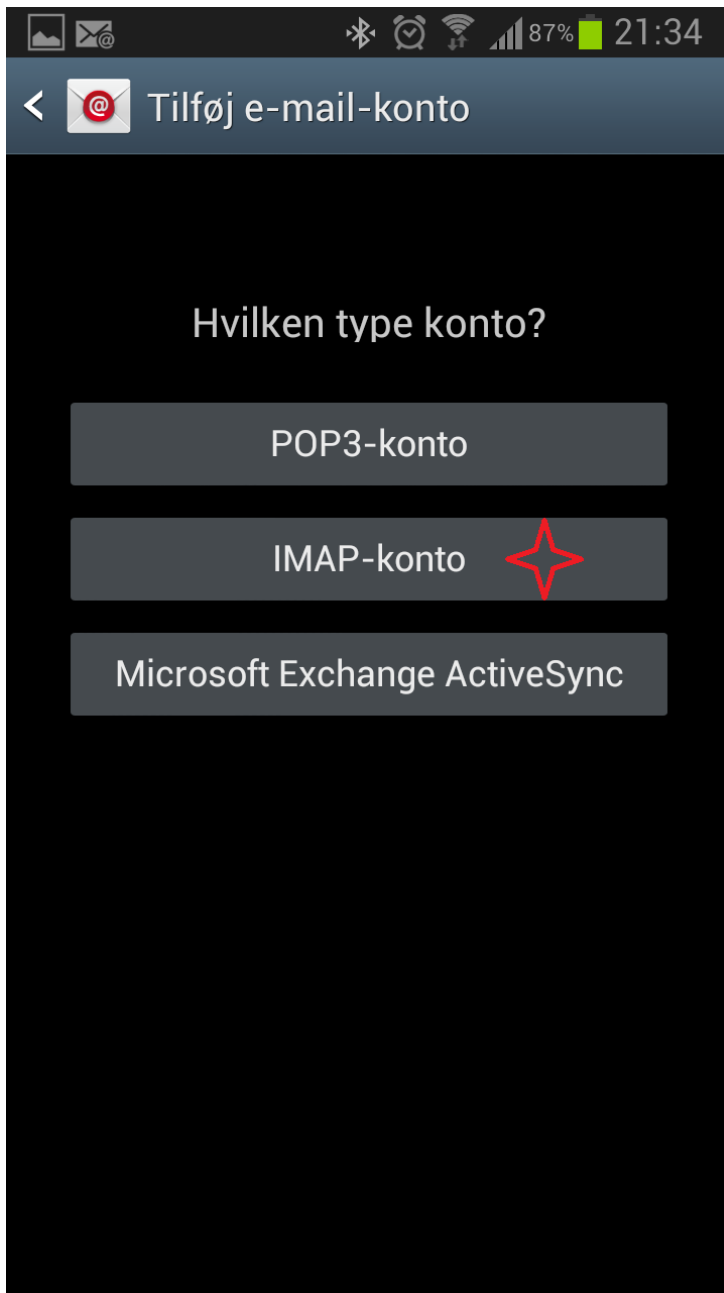 87% 21:34
Tilføj e-mail-konto
Hvilken type konto?
POP3-konto
IMAP-konto
Microsoft Exchange ActiveSync